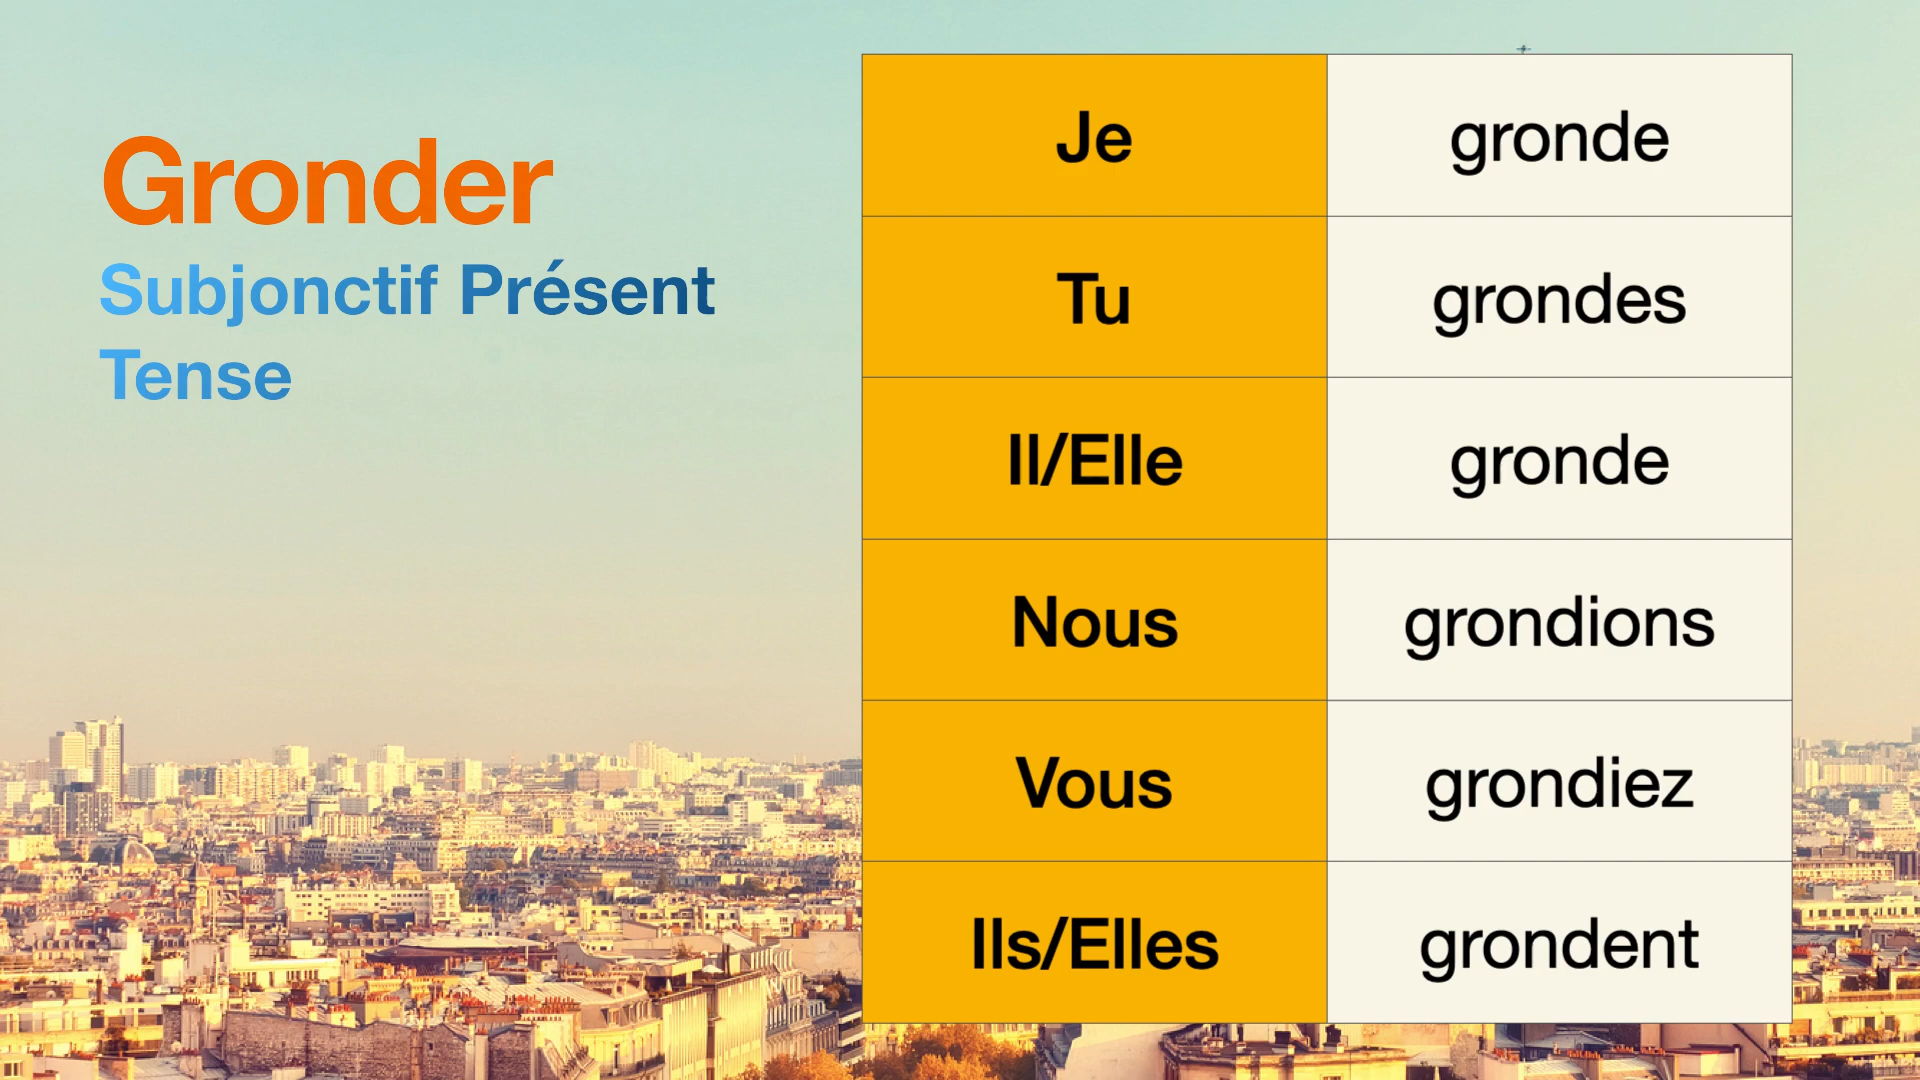 Gronder
Subjonctif Présent
Tense
Je gronde
Tu grondes
Il/Elle gronde
Nous grondions
Vous grondiez
Ils/Elles grondent